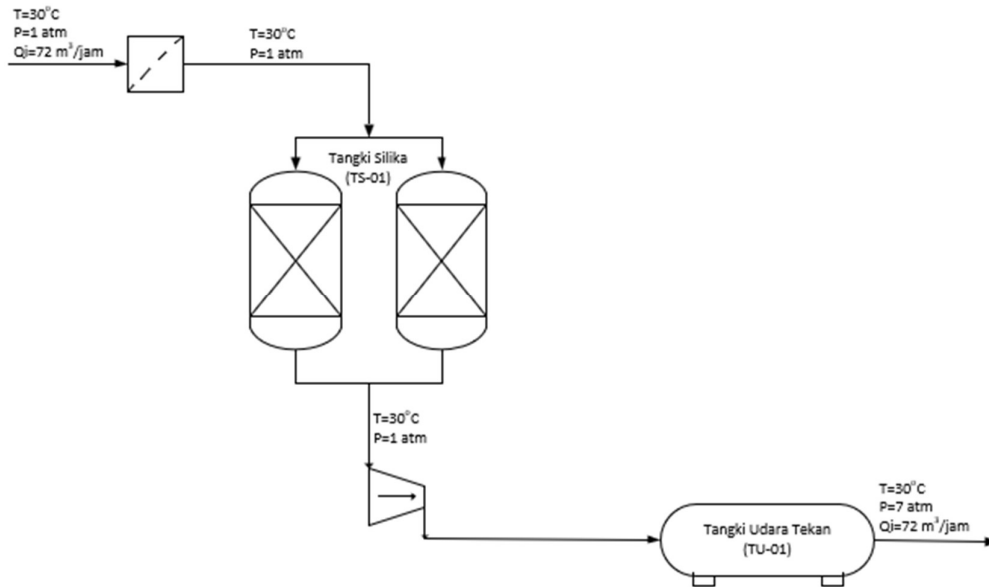 T=30°C
P=1 atm
Qi=72 m³/jam
T=30°C
P=1 atm
Tangki Silika
(TS-01)
T=30°C
P=1 atm
Tangki Udara Tekan
(TU-01)
T=30°C
P=7 atm
Qi=72 m³/jam